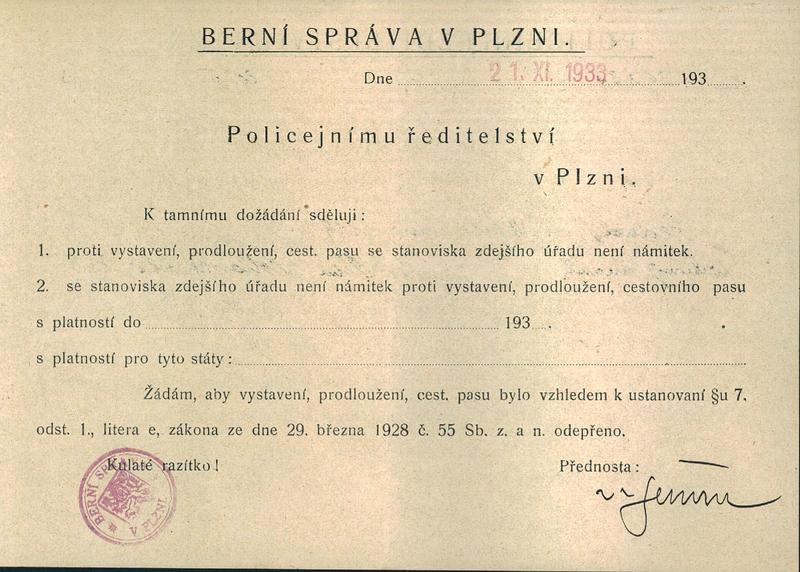 BERNÍ SPRÁVA V PLZNI.
Dne 21. XI. 1933 193 .
Policejnímu ředitelství
v Plzni.
K tamnímu dožádání sděluji :
1. proti vystavení, prodloužení, cest. pasu se stanoviska zdejšího úřadu není námitek.
2. se stanoviska zdejšího úřadu není námitek proti vystavení, prodloužení, cestovního pasu
s platností do 193 .
s platností pro tyto státy :
Žádám, aby vystavení, prodloužení, cest. pasu bylo vzhledem k ustanovaní §u 7.
odst. 1., litera e, zákona ze dne 29. března 1928 č. 55 Sb. z. a n. odepřeno.
Kulaté razítko ! Přednosta :
BERNÍ SPRÁVA V PLZNI